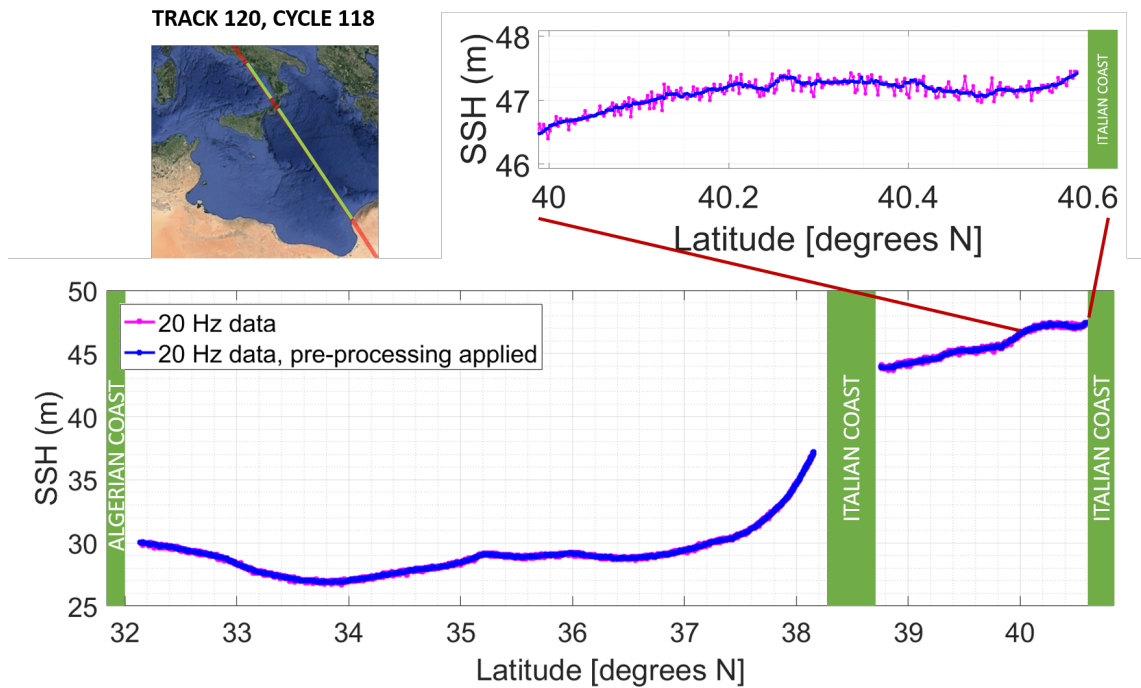 TRACK 120, CYCLE 118
48
47
46
SSH (m)
ITALIAN COAST
40
40.2
40.4
40.6
Latitude [degrees N]
50
45
40
35
30
25
SSH (m)
20 Hz data
20 Hz data, pre-processing applied
ALGERIAN COAST
ITALIAN COAST
ITALIAN COAST
32
33
34
35
36
37
38
39
40
Latitude [degrees N]